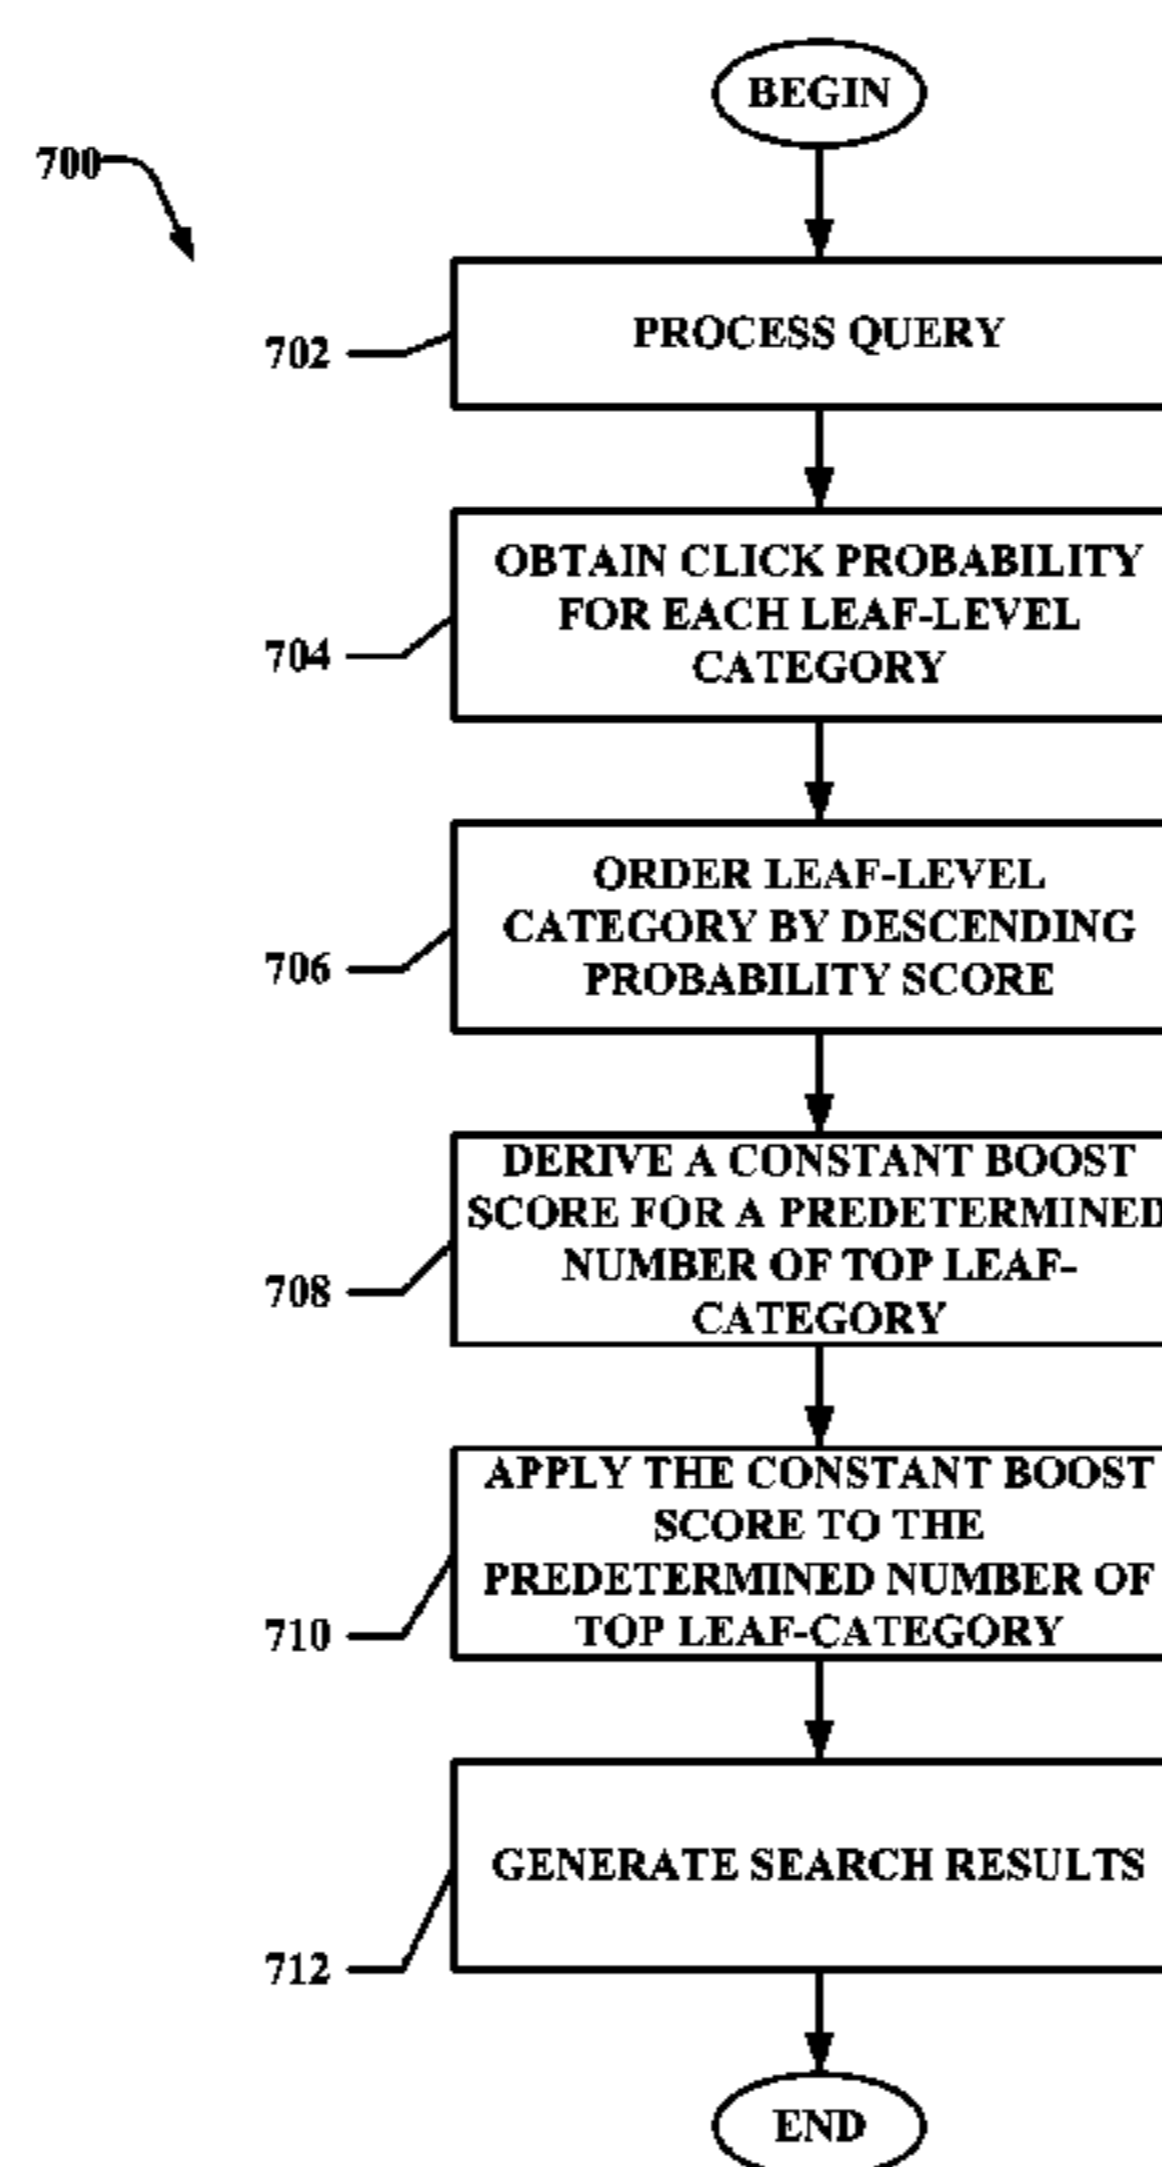 BEGIN
700
PROCESS QUERY
702
OBTAIN CLICK PROBABILITY
FOR EACH LEAF-LEVEL
CATEGORY
704
ORDER LEAF-LEVEL
CATEGORY BY DESCENDING
PROBABILITY SCORE
706
DERIVE A CONSTANT BOOST
SCORE FOR A PREDETERMINED
NUMBER OF TOP LEAF-
CATEGORY
708
APPLY THE CONSTANT BOOST
SCORE TO THE
PREDETERMINED NUMBER OF
TOP LEAF-CATEGORY
710
GENERATE SEARCH RESULTS
712
END